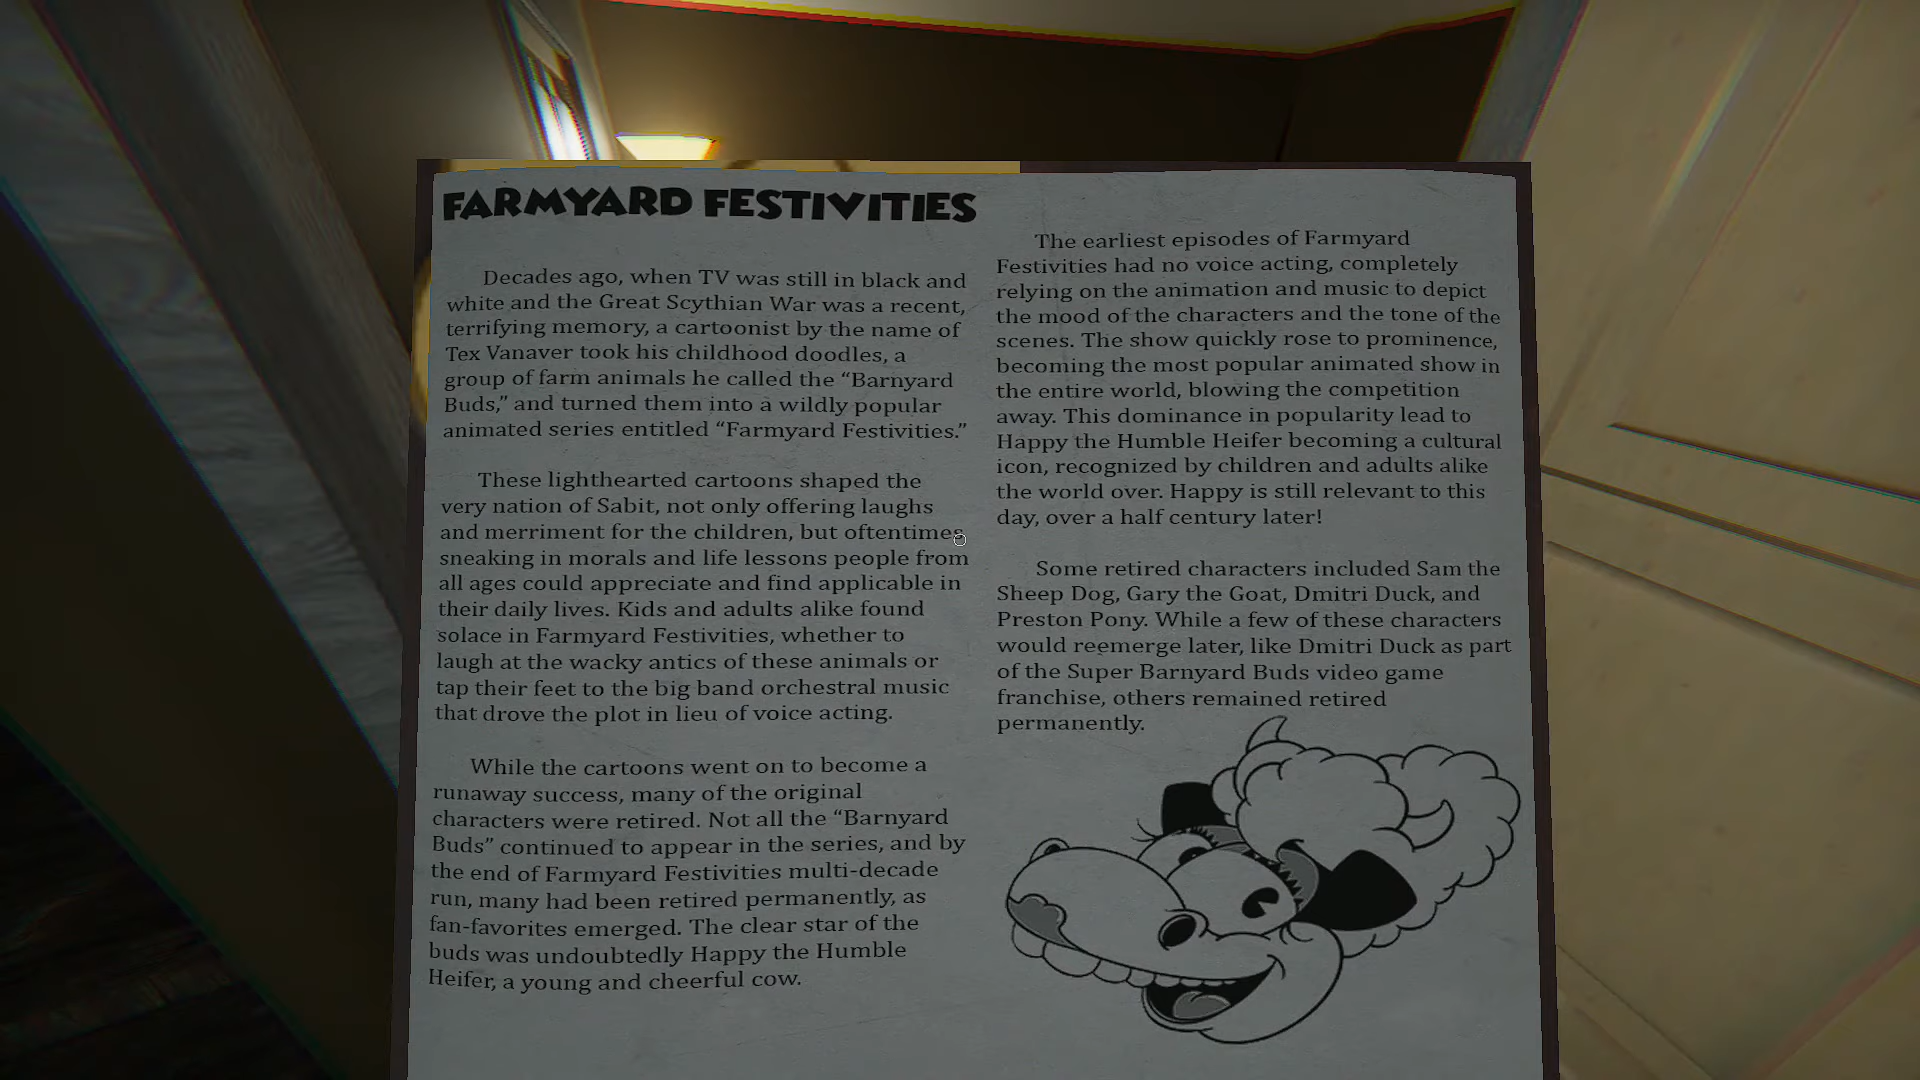 FARMYARD FESTIVITIES
Decades ago, when TV was still in black and
white and the Great Scythian War was a recent,
terrifying memory, a cartoonist by the name of
Tex Vanaver took his childhood doodles, a
group of farm animals he called the “Barnyard
Buds,” and turned them into a wildly popular
animated series entitled “Farmyard Festivities.”
These lighthearted cartoons shaped the
very nation of Sabit, not only offering laughs
and merriment for the children, but oftentimes
sneaking in morals and life lessons people from
all ages could appreciate and find applicable in
their daily lives. Kids and adults alike found
solace in Farmyard Festivities, whether to
laugh at the wacky antics of these animals or
tap their feet to the big band orchestral music
that drove the plot in lieu of voice acting.
While the cartoons went on to become a
runaway success, many of the original
characters were retired. Not all the “Barnyard
Buds” continued to appear in the series, and by
the end of Farmyard Festivities multi-decade
run, many had been retired permanently, as
fan-favorites emerged. The clear star of the
buds was undoubtedly Happy the Humble
Heifer, a young and cheerful cow.
The earliest episodes of Farmyard
Festivities had no voice acting, completely
relying on the animation and music to depict
the mood of the characters and the tone of the
scenes. The show quickly rose to prominence,
becoming the most popular animated show in
the entire world, blowing the competition
away. This dominance in popularity lead to
Happy the Humble Heifer becoming a cultural
icon, recognized by children and adults alike
the world over. Happy is still relevant to this
day, over a half century later!
Some retired characters included Sam the
Sheep Dog, Gary the Goat, Dmitri Duck, and
Preston Pony. While a few of these characters
would reemerge later, like Dmitri Duck as part
of the Super Barnyard Buds video game
franchise, others remained retired
permanently.